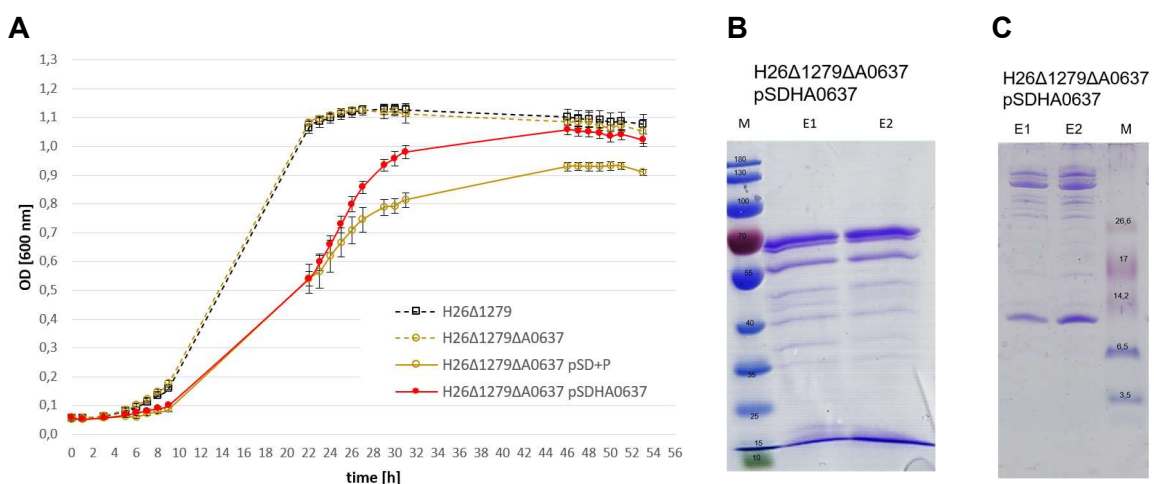 A
OD [600 nm]
1,3
1,2
1,1
1,0
0,9
0,8
0,7
0,6
0,5
0,4
0,3
0,2
0,1
0,0
0 2 4 6 8 10 12 14 16 18 20 22 24 26 28 30 32 34 36 38 40 42 44 46 48 50 52 54 56
time [h]
H26Δ1279
H26Δ1279ΔA0637
H26Δ1279ΔA0637 pSD+P
H26Δ1279ΔA0637 pSDHA0637
B
H26Δ1279ΔA0637
pSDHA0637
M E1 E2
180
130
100
70
55
40
35
25
15
10
C
H26Δ1279ΔA0637
pSDHA0637
E1 E2 M
26,6
17
14,2
6,5
3,5